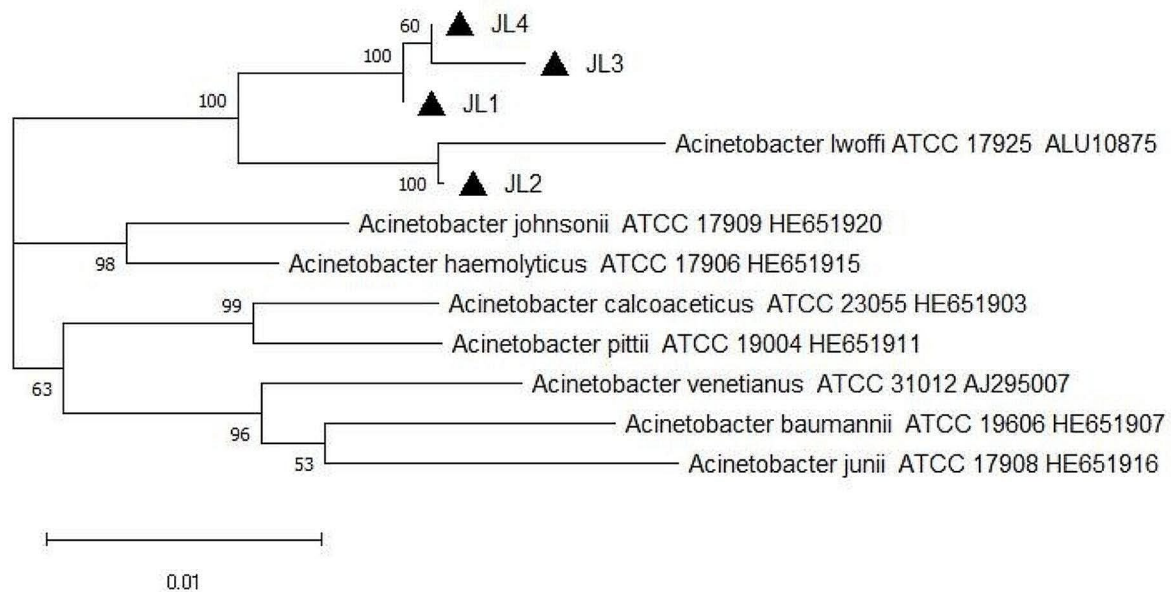 60
JL4
100
JL3
100
JL1
Acinetobacter lwoffi ATCC 17925 ALU10875
100
JL2
Acinetobacter johnsonii ATCC 17909 HE651920
98
Acinetobacter haemolyticus ATCC 17906 HE651915
99
Acinetobacter calcoaceticus ATCC 23055 HE651903
Acinetobacter pittii ATCC 19004 HE651911
63
Acinetobacter venetianus ATCC 31012 AJ295007
96
Acinetobacter baumannii ATCC 19606 HE651907
53
Acinetobacter junii ATCC 17908 HE651916
0.01